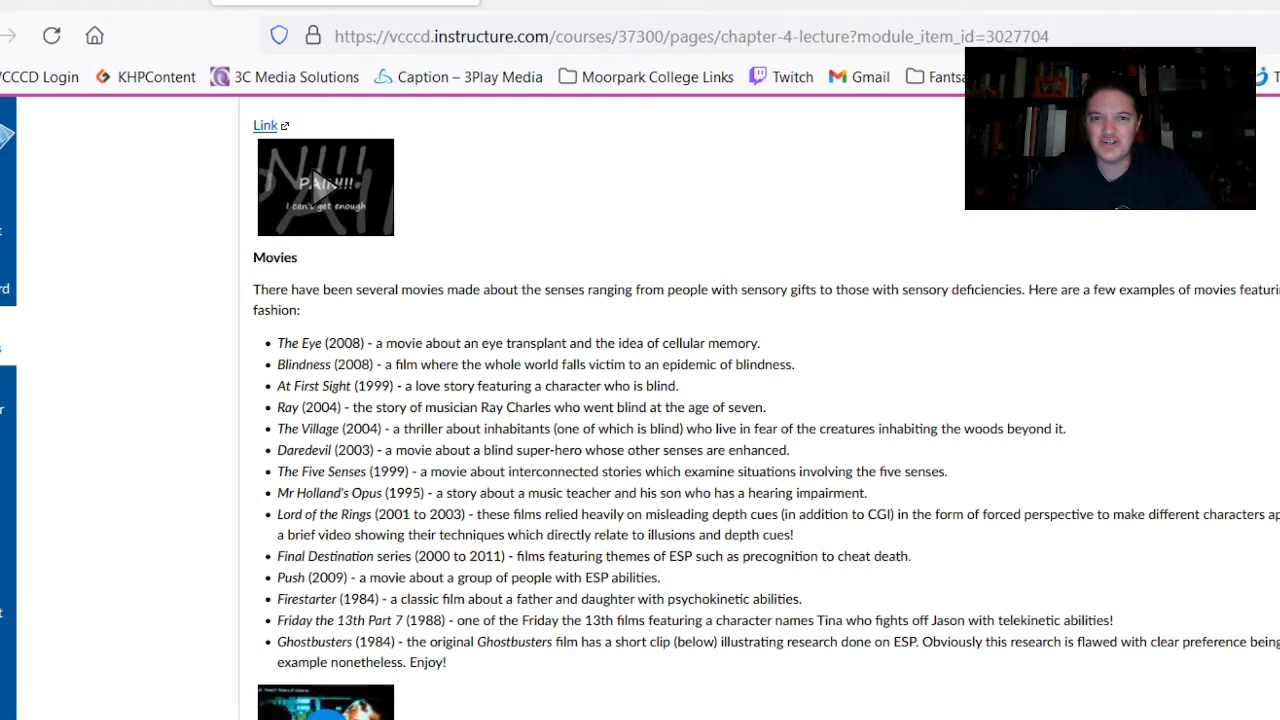 https://vcccd.instructure.com/courses/37300/pages/chapter-4-lecture?module_item_id=3027704
VCCCD Login KHPContent 3C Media Solutions Caption – 3Play Media Moorpark College Links Twitch Gmail
Link
PAIN!!!
I can't get enough
Movies
There have been several movies made about the senses ranging from people with sensory gifts to those with sensory deficiencies. Here are a few examples of movies
fashion:
• The Eye (2008) - a movie about an eye transplant and the idea of cellular memory.
• Blindness (2008) - a film where the whole world falls victim to an epidemic of blindness.
• At First Sight (1999) - a love story featuring a character who is blind.
• Ray (2004) - the story of musician Ray Charles who went blind at the age of seven.
• The Village (2004) - a thriller about inhabitants (one of which is blind) who live in fear of the creatures inhabiting the woods beyond it.
• Daredevil (2003) - a movie about a blind super-hero whose other senses are enhanced.
• The Five Senses (1999) - a movie about interconnected stories which examine situations involving the five senses.
• Mr Holland's Opus (1995) - a story about a music teacher and his son who has a hearing impairment.
• Lord of the Rings (2001 to 2003) - these films relied heavily on misleading depth cues (in addition to CGI) in the form of forced perspective to make different characters
a brief video showing their techniques which directly relate to illusions and depth cues!
• Final Destination series (2000 to 2011) - films featuring themes of ESP such as precognition to cheat death.
• Push (2009) - a movie about a group of people with ESP abilities.
• Firestarter (1984) - a classic film about a father and daughter with psychokinetic abilities.
• Friday the 13th Part 7 (1988) - one of the Friday the 13th films featuring a character names Tina who fights off Jason with telekinetic abilities!
• Ghostbusters (1984) - the original Ghostbusters film has a short clip (below) illustrating research done on ESP. Obviously this research is flawed with clear preference being
example nonetheless. Enjoy!